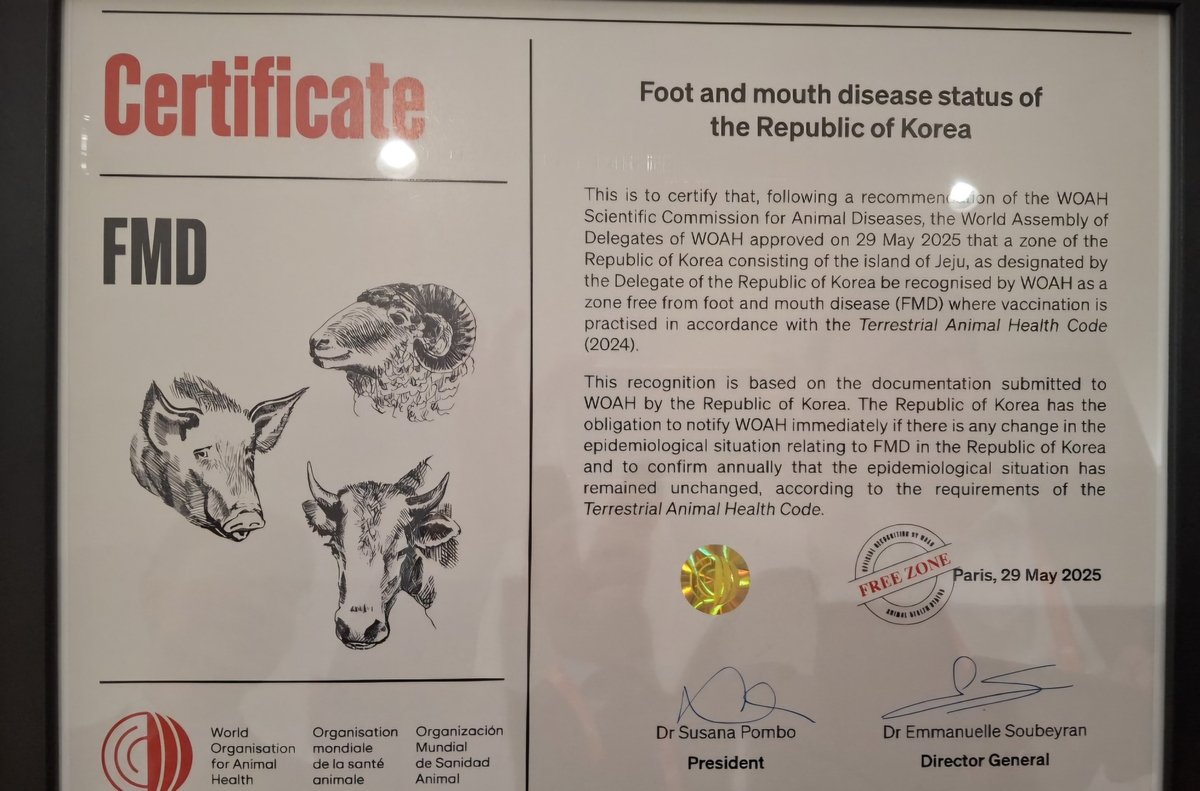 Certificate
FMD
World
Organisation
for Animal
Health
Organisation
mondiale
de la santé
animale
Organización
Mundial
de Sanidad
Animal
Foot and mouth disease status of
the Republic of Korea
This is to certify that, following a recommendation of the WOAH
Scientific Commission for Animal Diseases, the World Assembly of
Delegates of WOAH approved on 29 May 2025 that a zone of the
Republic of Korea consisting of the island of Jeju, as designated by
the Delegate of the Republic of Korea be recognised by WOAH as a
zone free from foot and mouth disease (FMD) where vaccination is
practised in accordance with the Terrestrial Animal Health Code
(2024).
This recognition is based on the documentation submitted to
WOAH by the Republic of Korea. The Republic of Korea has the
obligation to notify WOAH immediately if there is any change in the
epidemiological situation relating to FMD in the Republic of Korea
and to confirm annually that the epidemiological situation has
remained unchanged, according to the requirements of the
Terrestrial Animal Health Code.
OFFICIAL RECOGNITION BY WOAH
FREE ZONE
ANIMAL HEALTH STATUS
Paris, 29 May 2025
Dr Susana Pombo
President
Dr Emmanuelle Soubeyran
Director General